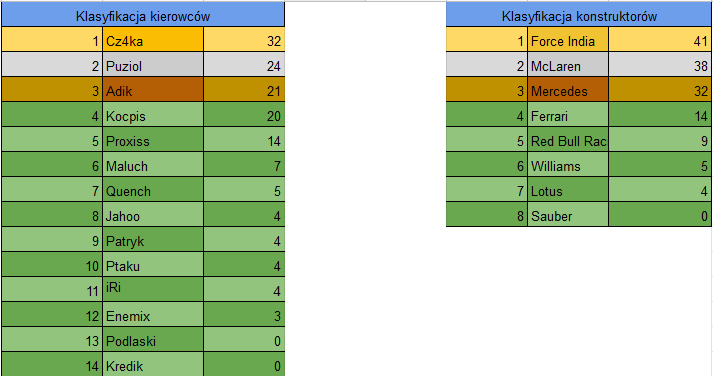 Klasyfikacja kierowców
1 Cz4ka 32
2 Puziol 24
3 Adik 21
4 Kocpis 20
5 Proxiss 14
6 Maluch 7
7 Quench 5
8 Jahoo 4
9 Patryk 4
10 Ptaku 4
11 iRi 4
12 Enemix 3
13 Podlaski 0
14 Kredik 0
Klasyfikacja konstruktorów
1 Force India 41
2 McLaren 38
3 Mercedes 32
4 Ferrari 14
5 Red Bull Rac 9
6 Williams 5
7 Lotus 4
8 Sauber 0